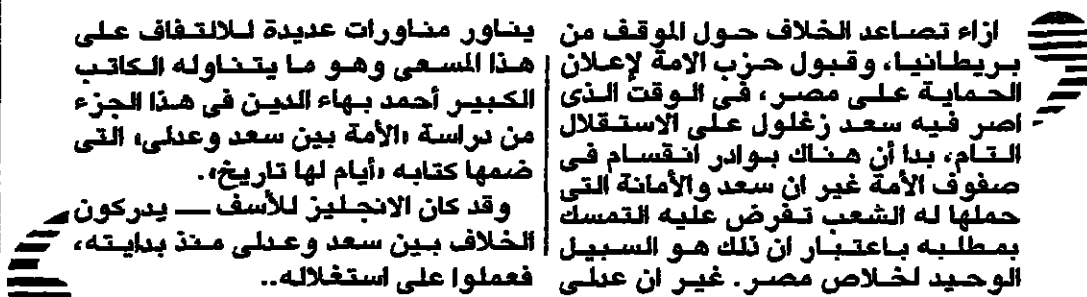 ازاء تصاعد الخلاف حول الموقف من
بريطانيا، وقبول حزب الامة لإعلان
الحماية على مصر، فى الوقت الذى
اصر فيه سعد زغلول على الاستقلال
التام، بدا أن هناك بوادر انقسام فى
صفوف الأمة غير ان سعد والأمانة التى
حملها له الشعب تفرض عليه التمسك
بمطلبه باعتبار ان ذلك هو السبيل
الوحيد لخلاص مصر. غير ان عدلى
يناور مناورات عديدة للالتفاف على
هذا المسعى وهو ما يتناوله الكاتب
الكبير أحمد بهاء الدين فى هذا الجزء
من دراسة «الأمة بين سعد وعدلى» التى
ضمها كتابه «أيام لها تاريخ».
وقد كان الانجليز للأسف — يدركون
الخلاف بين سعد وعدلى منذ بدايته،
فعملوا على استغلاله..